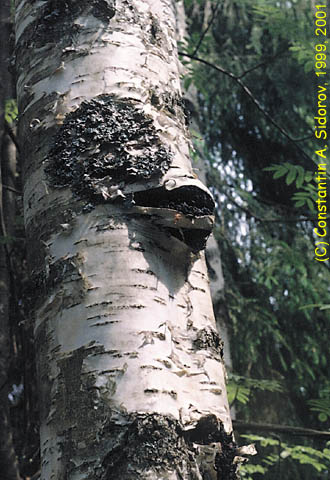 (C) Constantin A. Sidorov, 1999, 2001